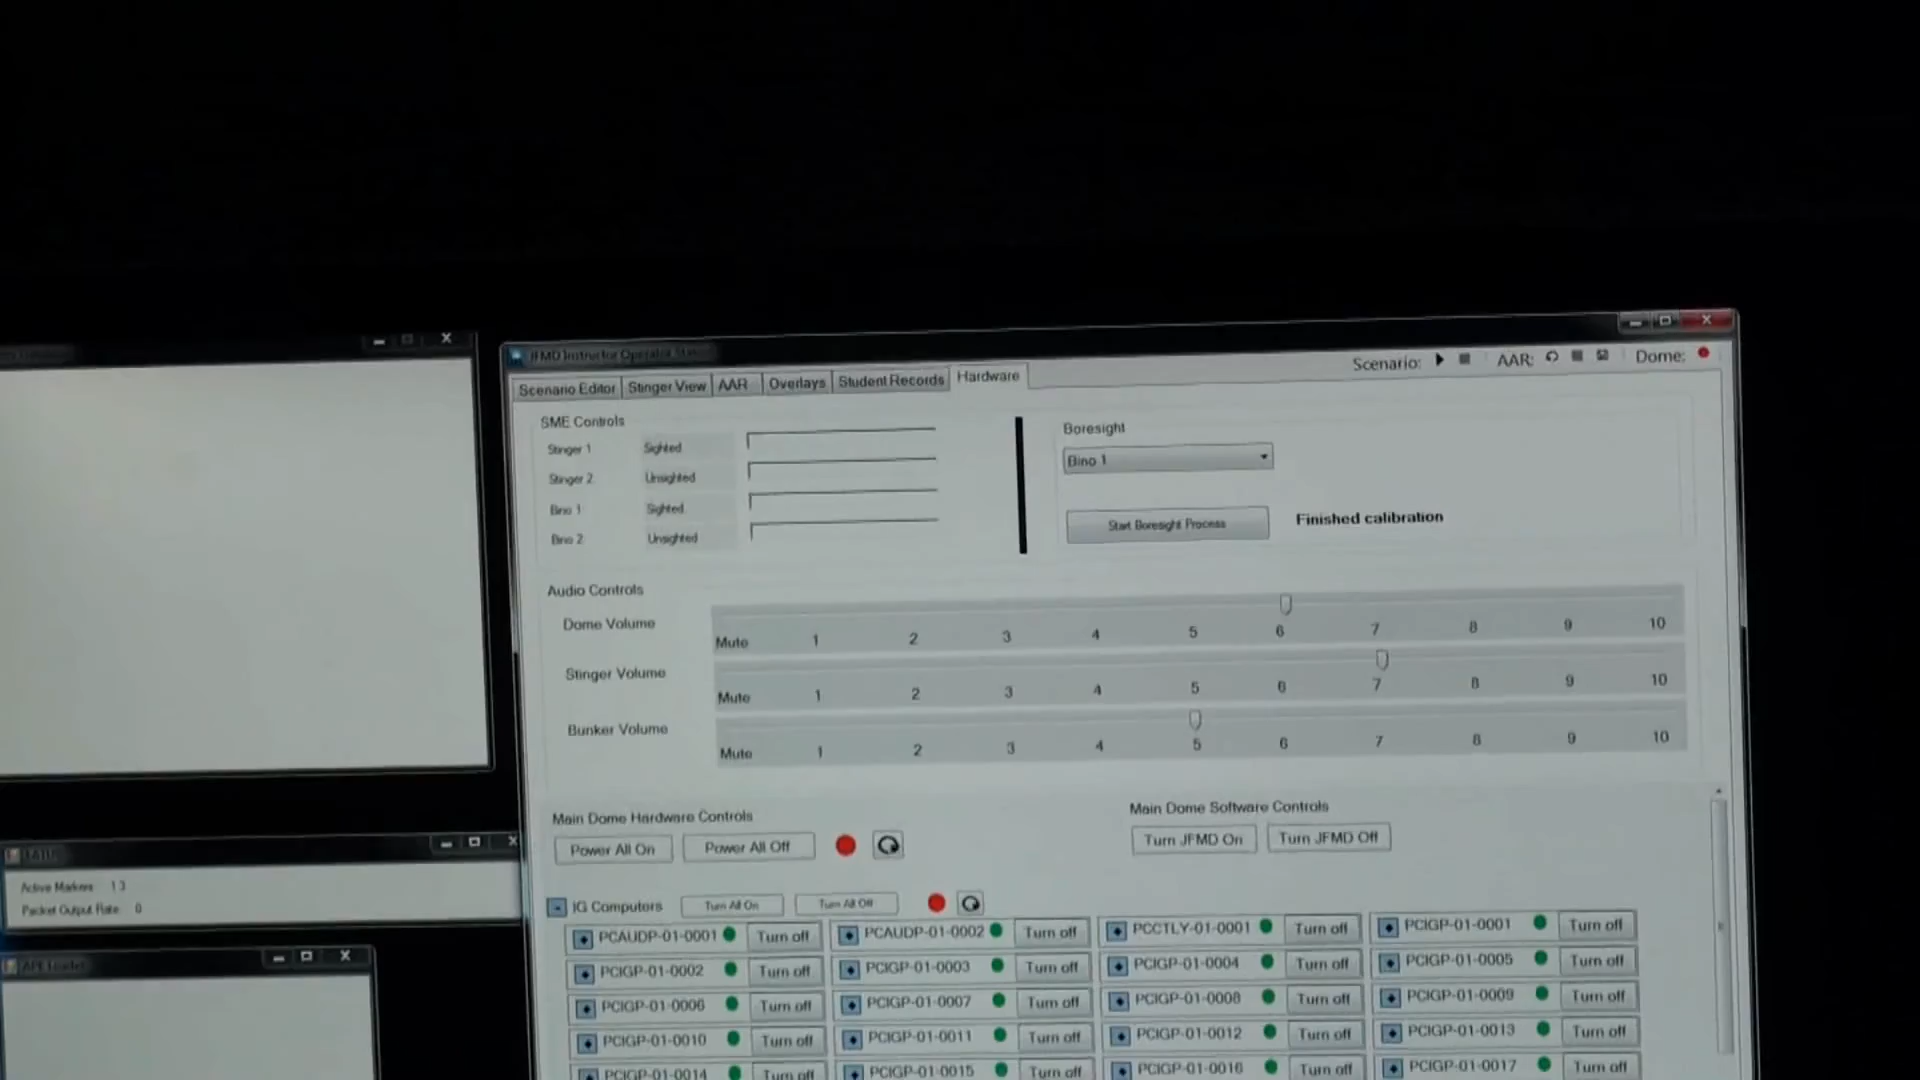 JFMD Instructor Operator
Scenario: AAR: Dome:
Scenario Editor Stinger View AAR Overlays Student Records Hardware
SME Controls
Stinger 1 Sighted
Stinger 2 Unsighted
Bino 1 Sighted
Bino 2 Unsighted
Boresight
Bino 1
Start Boresight Process Finished calibration
Audio Controls
Dome Volume
Mute 1 2 3 4 5 6 7 8 9 10
Stinger Volume
Mute 1 2 3 4 5 6 7 8 9 10
Bunker Volume
Mute 1 2 3 4 5 6 7 8 9 10
Main Dome Hardware Controls
Power All On Power All Off
Main Dome Software Controls
Turn JFMD On Turn JFMD Off
IG Computers Turn All On Turn All Off
PCAUDP-01-0001 Turn off PCAUDP-01-0002 Turn off PCCTLY-01-0001 Turn off PCIGP-01-0001 Turn off
PCIGP-01-0002 Turn off PCIGP-01-0003 Turn off PCIGP-01-0004 Turn off PCIGP-01-0005 Turn off
PCIGP-01-0006 Turn off PCIGP-01-0007 Turn off PCIGP-01-0008 Turn off PCIGP-01-0009 Turn off
PCIGP-01-0010 Turn off PCIGP-01-0011 Turn off PCIGP-01-0012 Turn off PCIGP-01-0013 Turn off
PCIGP-01-0014 Turn off PCIGP-01-0015 Turn off PCIGP-01-0016 Turn off PCIGP-01-0017 Turn off
Active Markers: 13
Packet Output Rate: 0